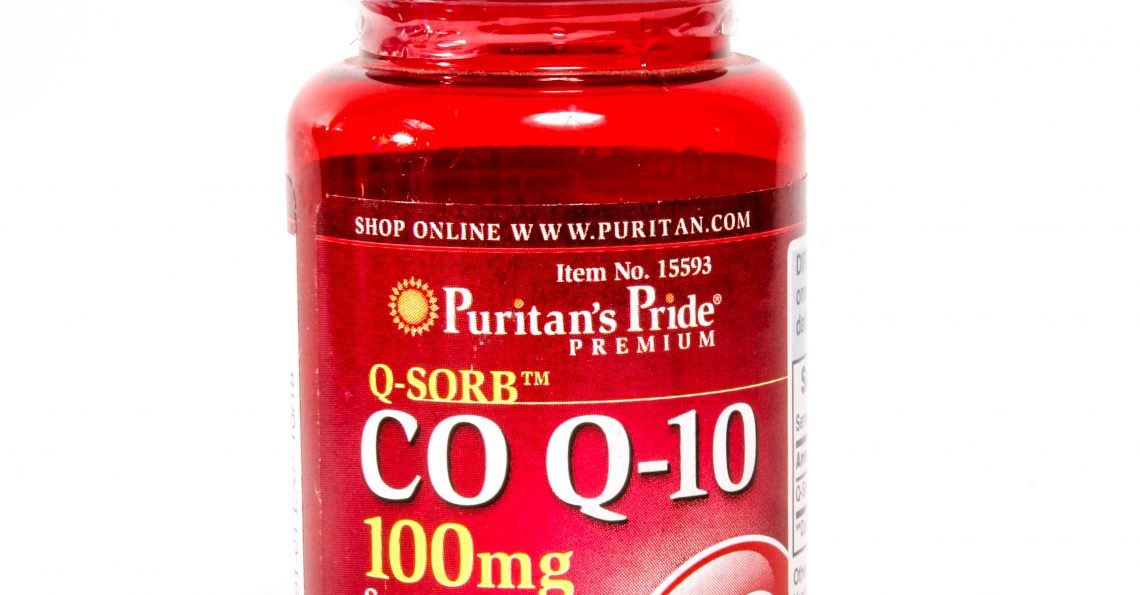 SHOP ONLINE WWW.PURITAN.COM
Item No. 15593
Puritan's Pride®
PREMIUM
Q-SORB™
CO Q-10
100mg